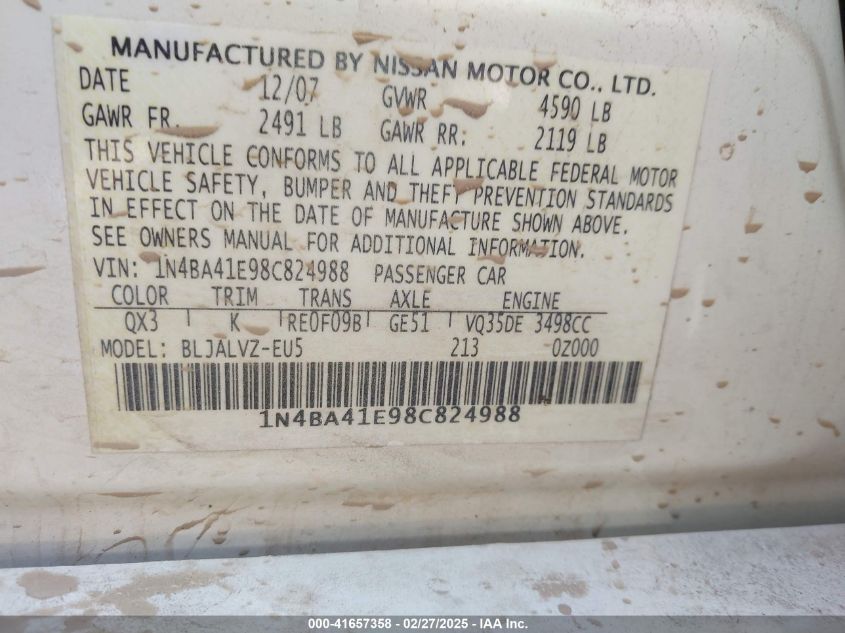 MANUFACTURED BY NISSAN MOTOR CO., LTD.
DATE 12/07 GVWR 4590 LB
GAWR FR. 2491 LB GAWR RR: 2119 LB
THIS VEHICLE CONFORMS TO ALL APPLICABLE FEDERAL MOTOR
VEHICLE SAFETY, BUMPER AND THEFT PREVENTION STANDARDS
IN EFFECT ON THE DATE OF MANUFACTURE SHOWN ABOVE.
SEE OWNERS MANUAL FOR ADDITIONAL INFORMATION.
VIN: 1N4BA41E98C824988 PASSENGER CAR
COLOR TRIM TRANS AXLE ENGINE
QX3 K RE0F09B GE51 VQ35DE 3498CC
MODEL: BLJALVZ-EU5 213 0Z000
1N4BA41E98C824988
000-41657358 - 02/27/2025 - IAA Inc.